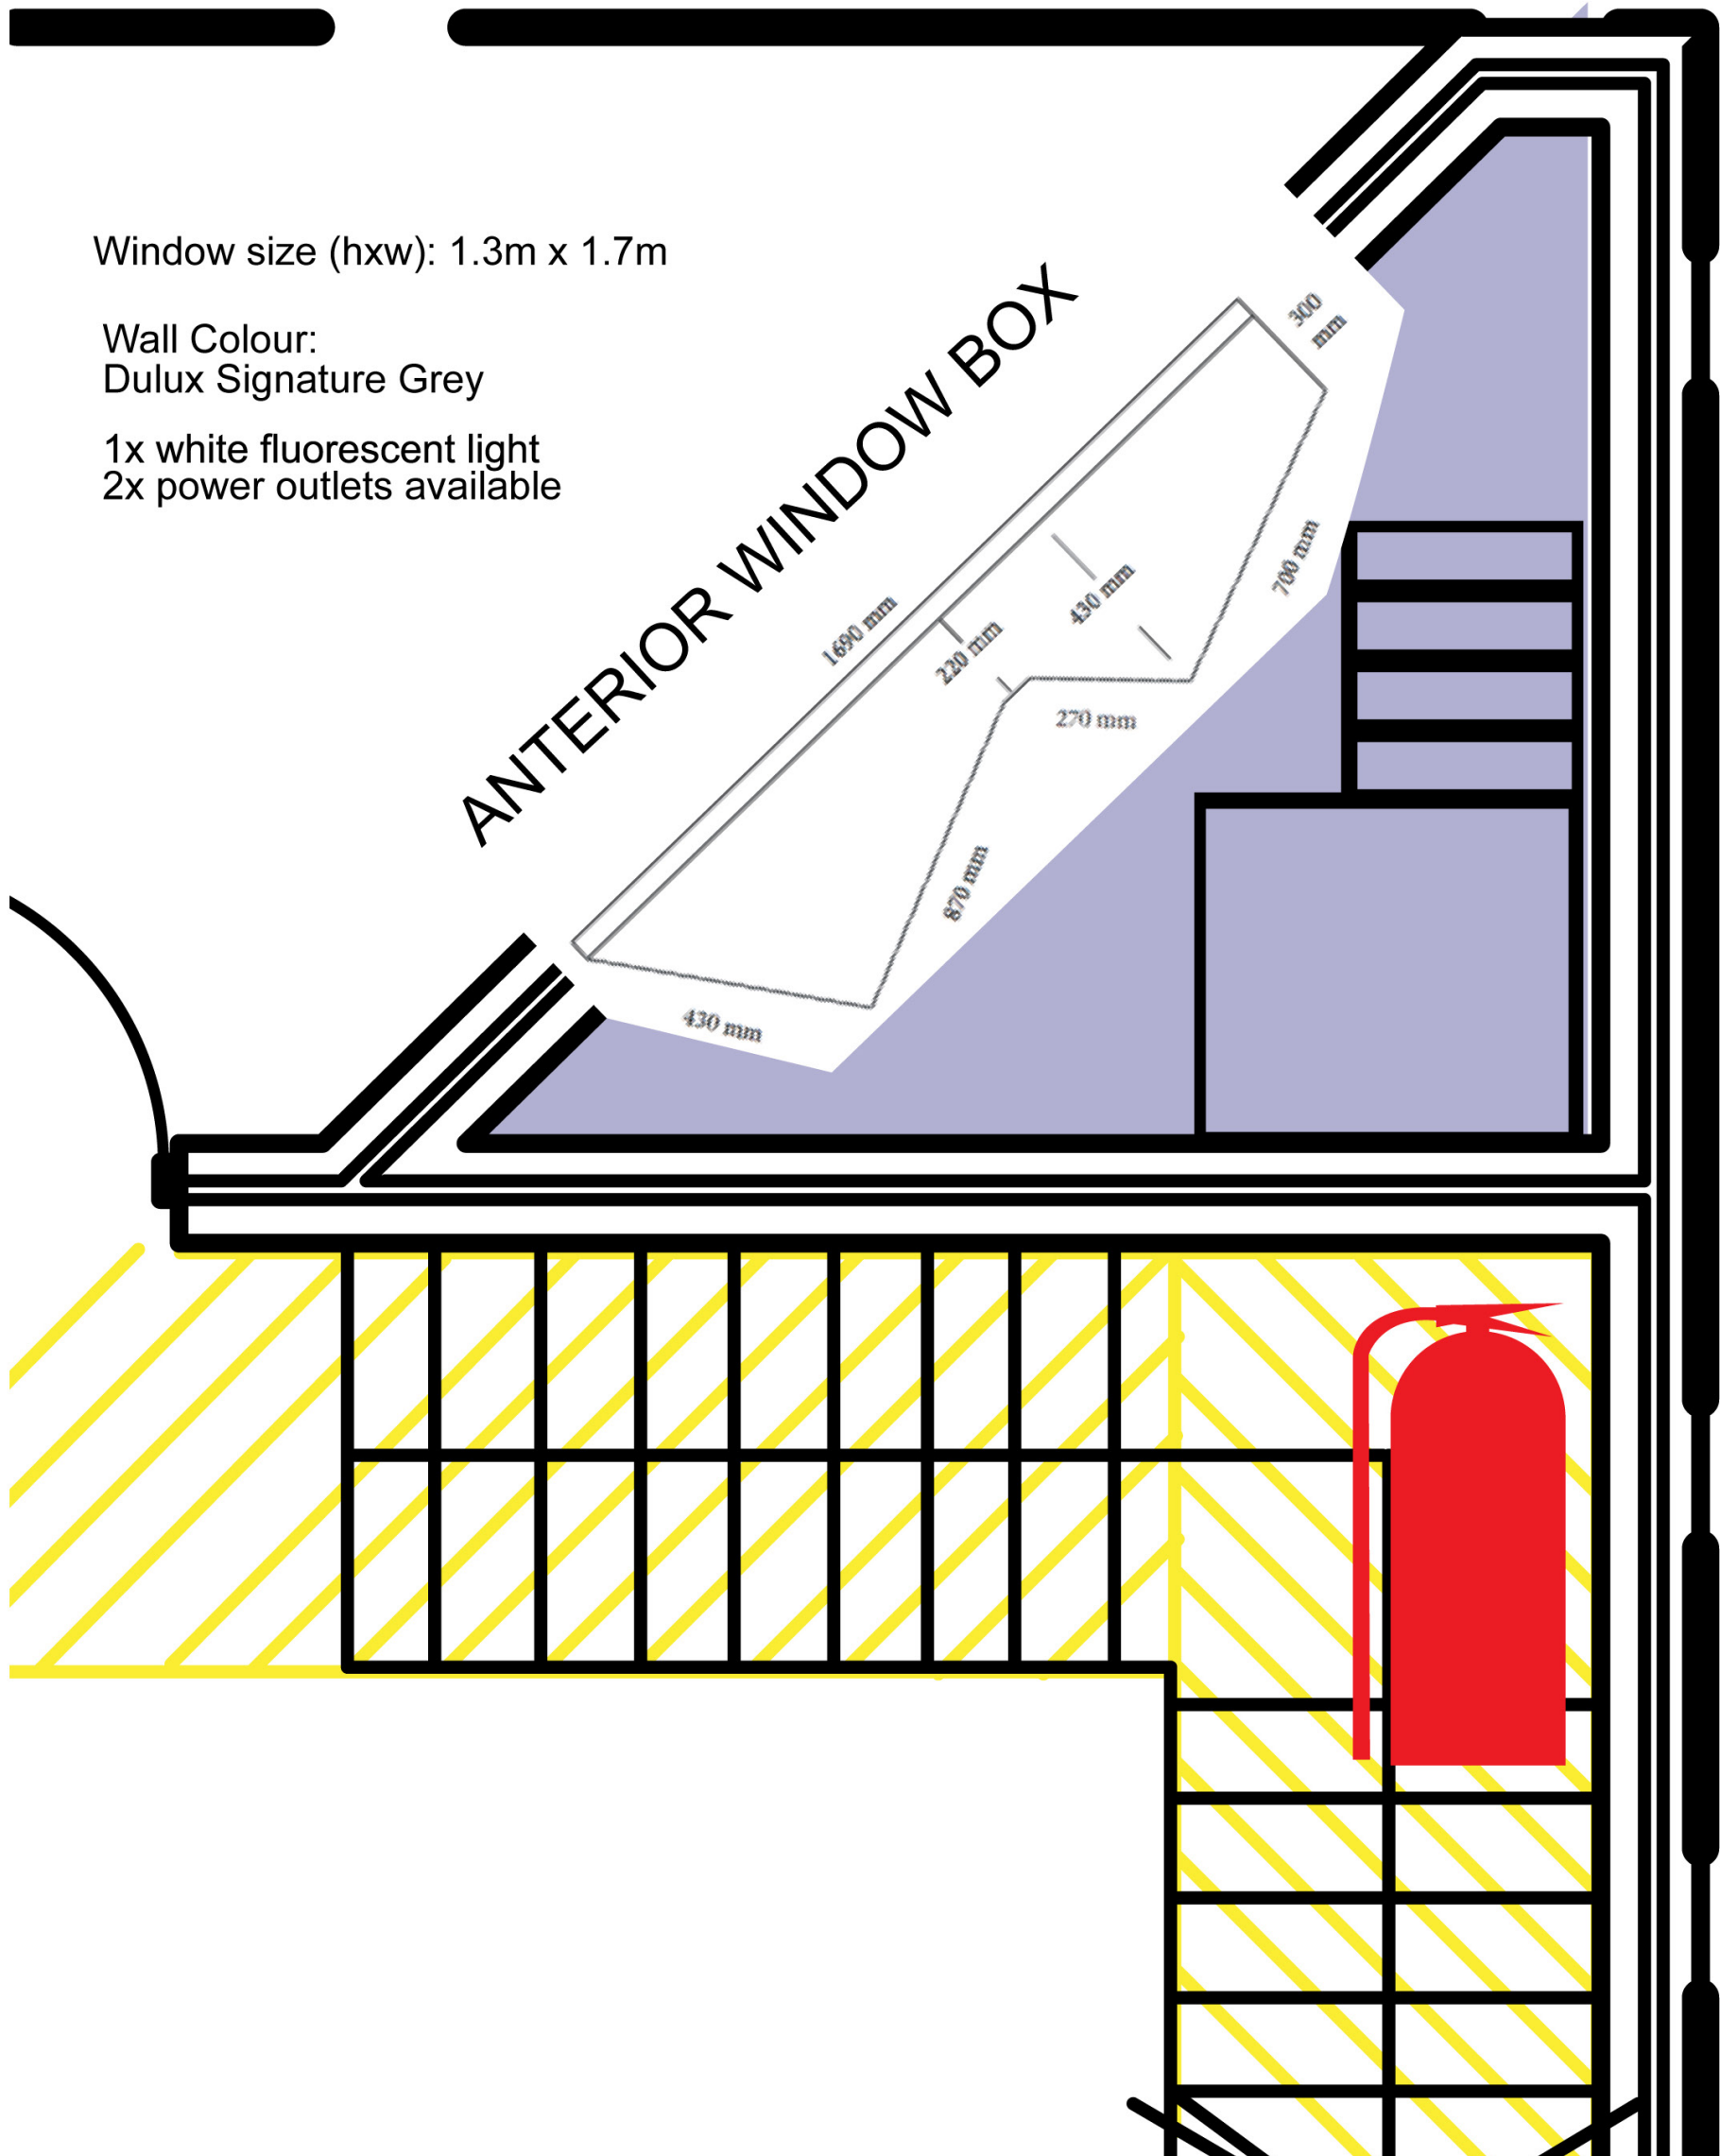 Window size (hxw): 1.3m x 1.7m
Wall Colour:
Dulux Signature Grey
1x white fluorescent light
2x power outlets available
ANTERIOR WINDOW BOX
300
mm
1690 mm
430 mm
700 mm
220 mm
270 mm
870 mm
430 mm